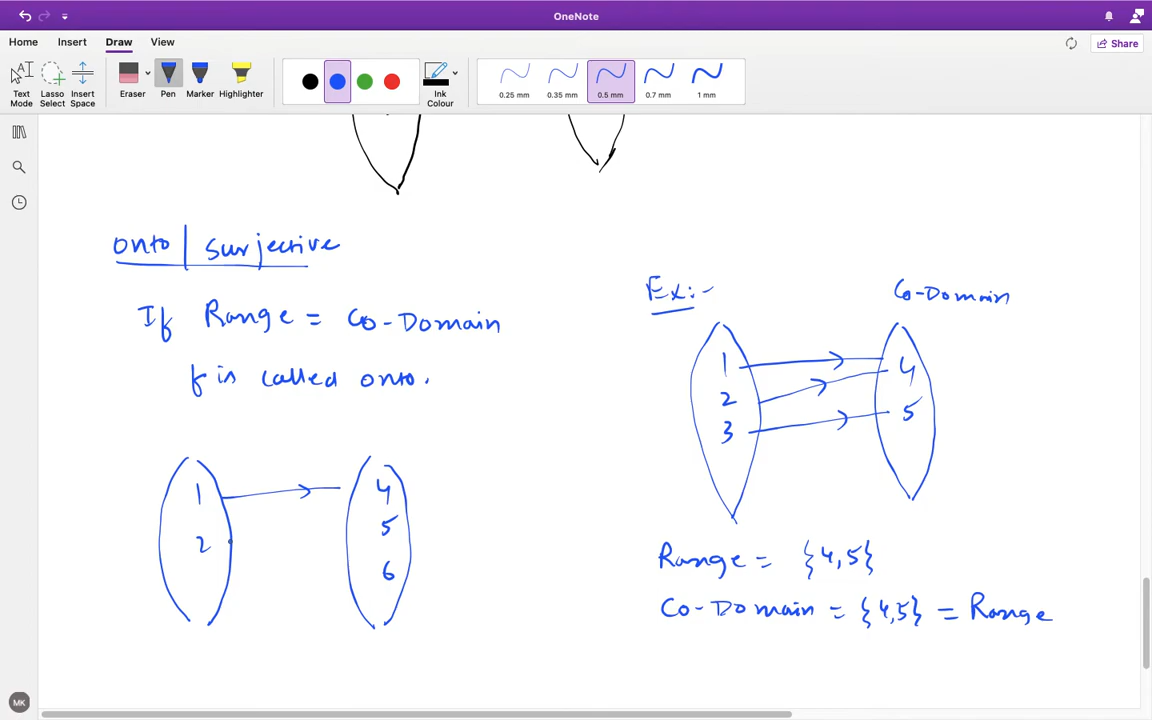 OneNote
Home Insert Draw View
Share
Text Mode
Lasso Select
Insert Space
Eraser
Pen
Marker
Highlighter
Ink Colour
0.25 mm
0.35 mm
0.5 mm
0.7 mm
1 mm
onto | surjective
If Range = Co-Domain
f is called onto.
1
2
4
5
6
Ex:-
Co-Domain
1
2
3
4
5
Range = {4,5}
Co-Domain = {4,5} = Range
MK